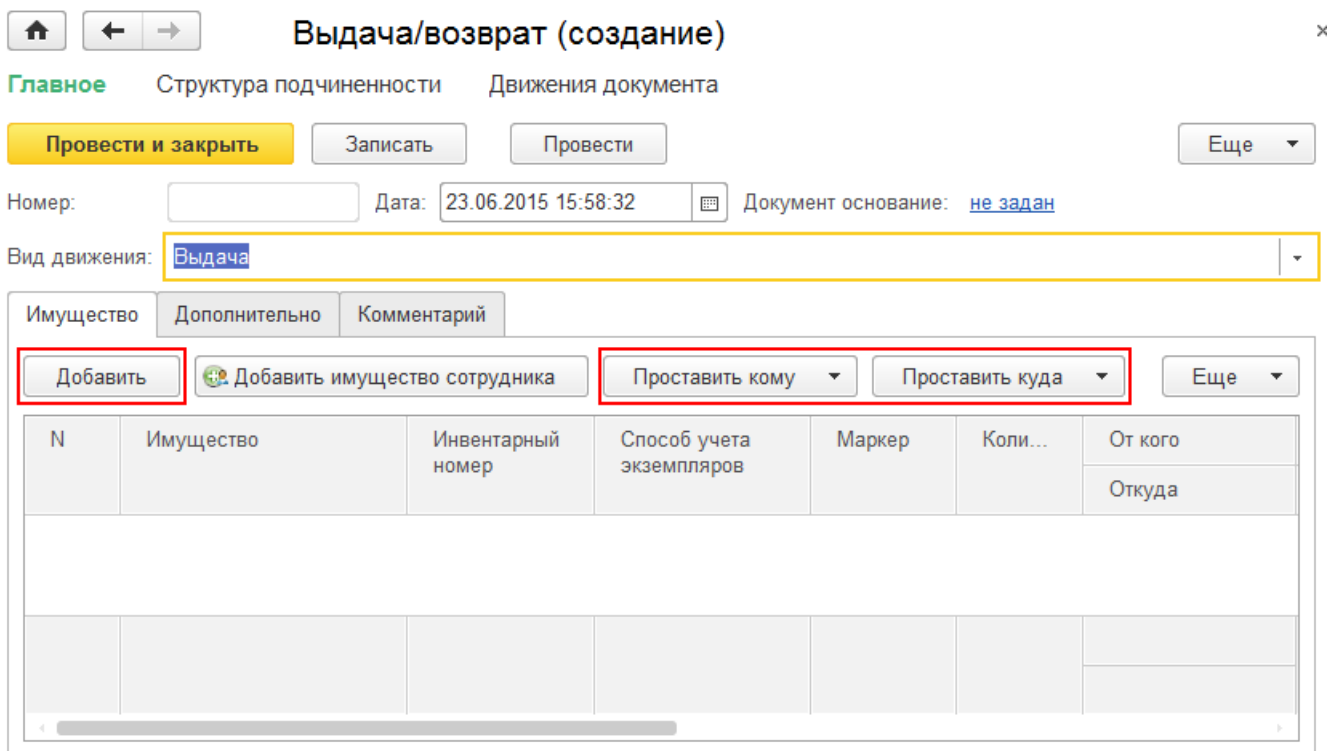 Выдача/возврат (создание)
Главное Структура подчиненности Движения документа
Провести и закрыть Записать Провести Еще
Номер: Дата: 23.06.2015 15:58:32 Документ основание: не задан
Вид движения: Выдача
Имущество Дополнительно Комментарий
Добавить Добавить имущество сотрудника Проставить кому Проставить куда Еще
N Имущество Инвентарный Способ учета Маркер Коли... От кого
номер экземпляров
Откуда